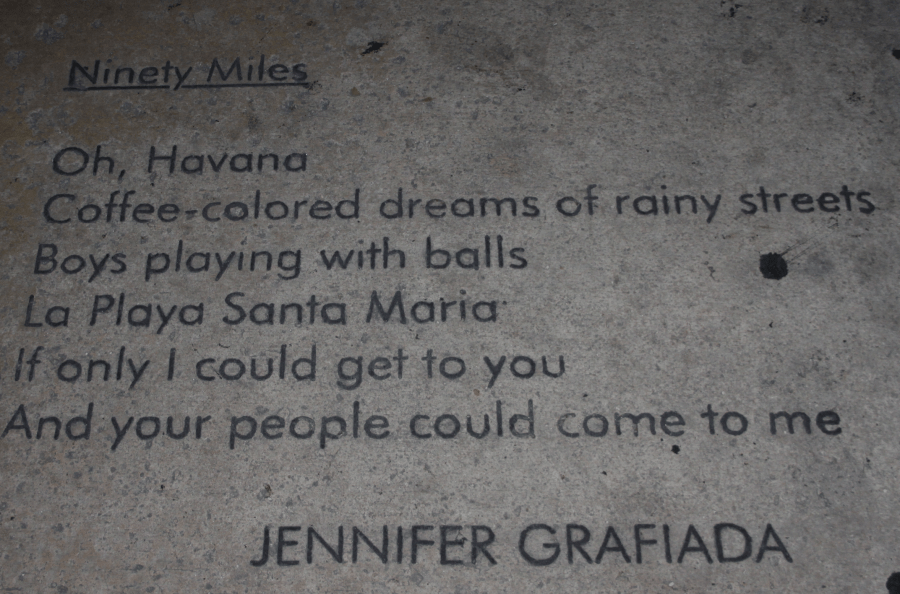 Ninety Miles
Oh, Havana
Coffee-colored dreams of rainy streets
Boys playing with balls
La Playa Santa Maria
If only I could get to you
And your people could come to me
JENNIFER GRAFIADA